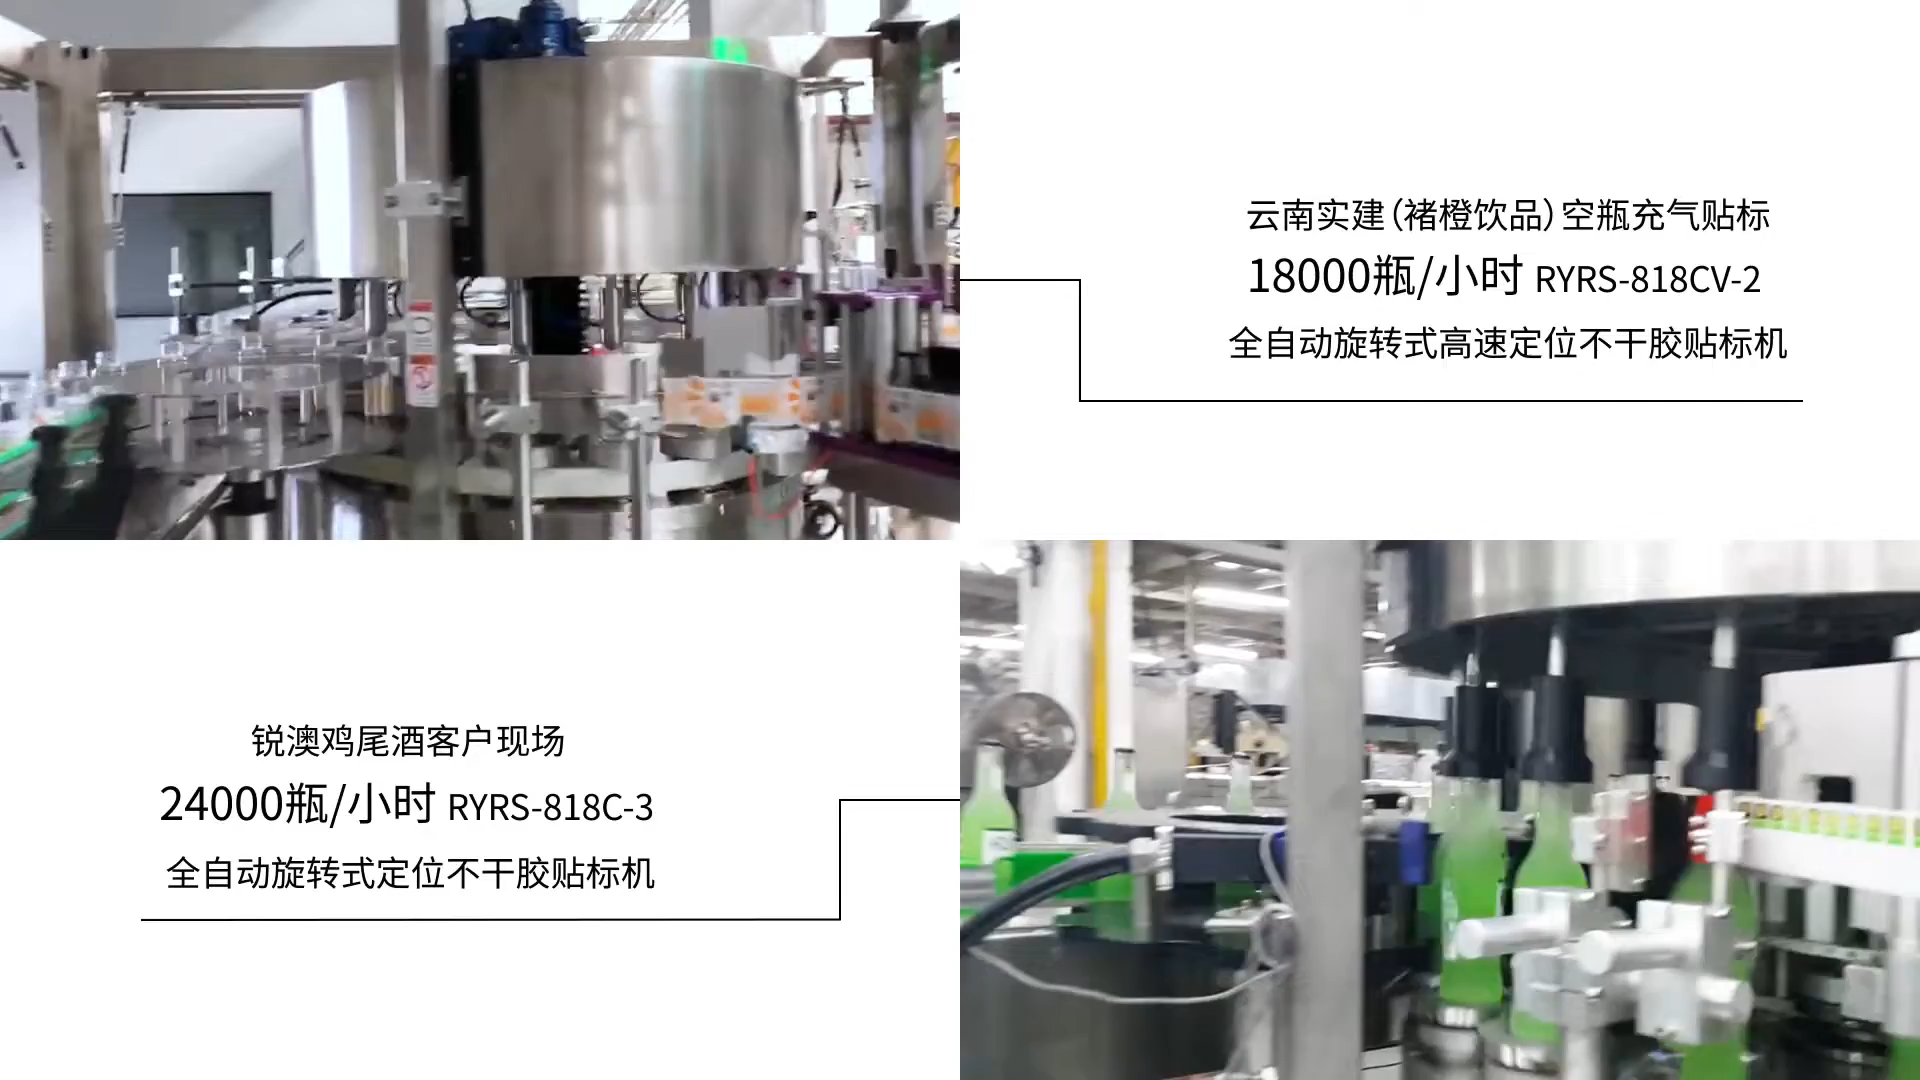 云南实建(褚橙饮品)空瓶充气贴标
18000瓶/小时 RYRS-818CV-2
全自动旋转式高速定位不干胶贴标机
锐澳鸡尾酒客户现场
24000瓶/小时 RYRS-818C-3
全自动旋转式定位不干胶贴标机